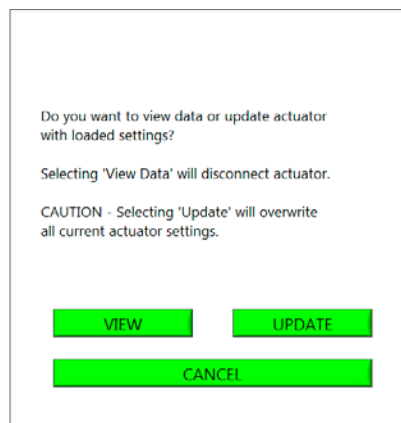 Do you want to view data or update actuator
with loaded settings?
Selecting 'View Data' will disconnect actuator.
CAUTION - Selecting 'Update' will overwrite
all current actuator settings.
VIEW
UPDATE
CANCEL